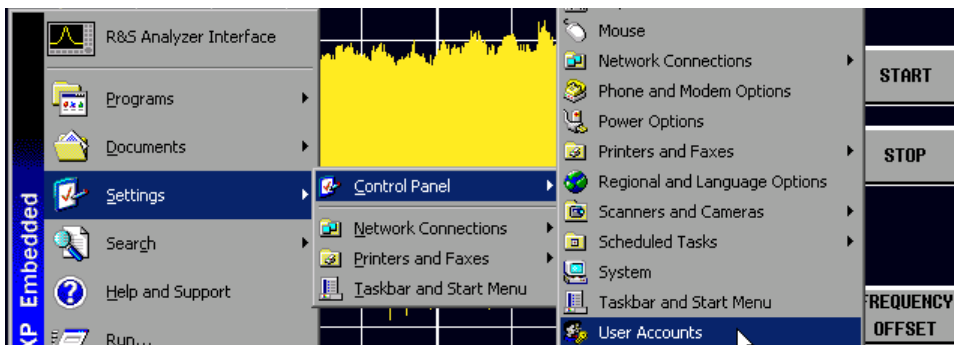 XP Embedded
R&S Analyzer Interface
Programs
Documents
Settings
Search
Help and Support
Run...
Control Panel
Network Connections
Printers and Faxes
Taskbar and Start Menu
Mouse
Network Connections
Phone and Modem Options
Power Options
Printers and Faxes
Regional and Language Options
Scanners and Cameras
Scheduled Tasks
System
Taskbar and Start Menu
User Accounts
START
STOP
FREQUENCY
OFFSET